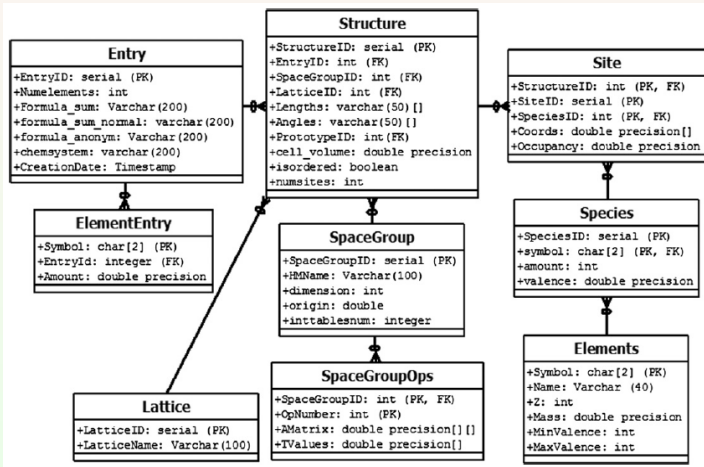 Structure
+StructureID: serial (PK)
+EntryID: int (FK)
+SpaceGroupID: int (FK)
+LatticeID: int (FK)
+Lengths: varchar(50)[]
+Angles: varchar(50)[]
+PrototypeID: int(FK)
+cell_volume: double precision
+isordered: boolean
+numsites: int
Entry
+EntryID: serial (PK)
+Numelements: int
+Formula_sum: Varchar(200)
+formula_sum_normal: varchar(200)
+formula_anonym: Varchar(200)
+chemsystem: varchar(200)
+CreationDate: Timestamp
Site
+StructureID: int (PK, FK)
+SiteID: serial (PK)
+SpeciesID: int (PK, FK)
+Coords: double precision[]
+Occupancy: double precision
ElementEntry
+Symbol: char[2] (PK)
+EntryId: integer (FK)
+Amount: double precision
SpaceGroup
+SpaceGroupID: serial (PK)
+HMName: Varchar(100)
+dimension: int
+origin: double
+inttablesnum: integer
Species
+SpeciesID: serial (PK)
+symbol: char[2] (PK, FK)
+amount: int
+valence: double precision
Lattice
+LatticeID: serial (PK)
+LatticeName: Varchar(100)
SpaceGroupOps
+SpaceGroupID: int (PK, FK)
+OpNumber: int (PK)
+AMatrix: double precision[][]
+TValues: double precision[]
Elements
+Symbol: char[2] (PK)
+Name: Varchar (40)
+Z: int
+Mass: double precision
+MinValence: int
+MaxValence: int